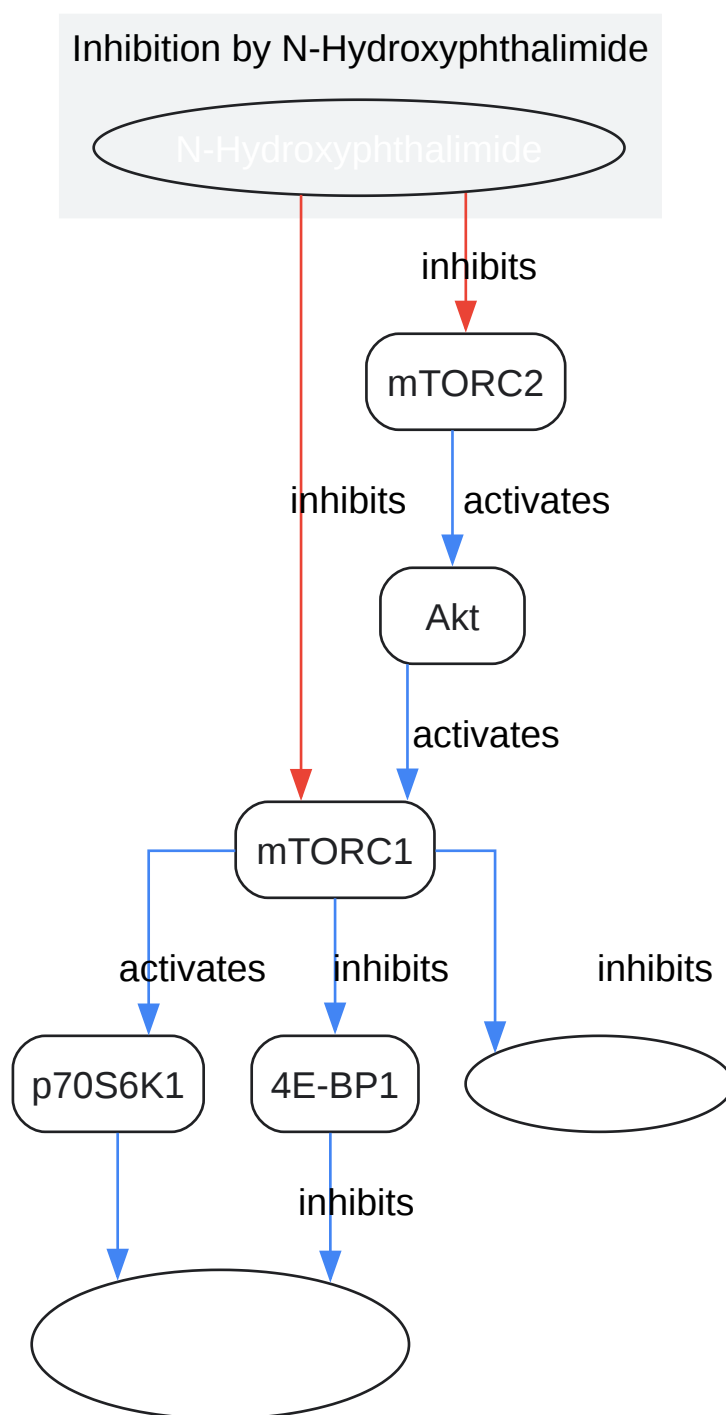 Inhibition by N-Hydroxyphthalimide
N-Hydroxyphthalimide
inhibits
mTORC2
inhibits
activates
Akt
activates
mTORC1
activates
inhibits
inhibits
p70S6K1
4E-BP1
inhibits